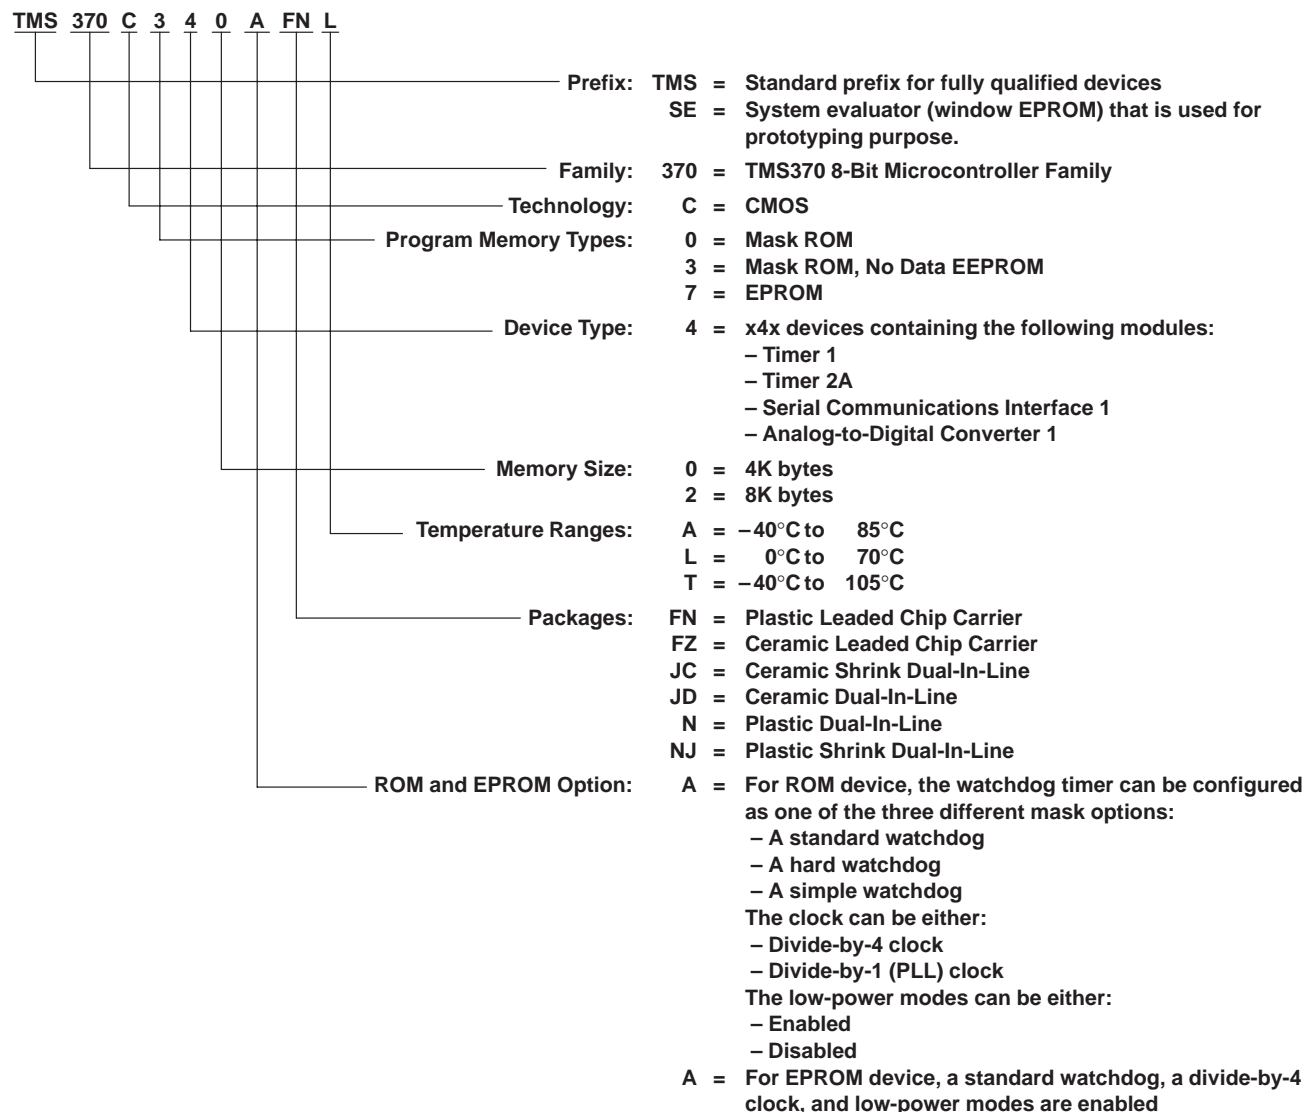 TMS 370 C 3 4 0 A FN L
Prefix: TMS = Standard prefix for fully qualified devices
SE = System evaluator (window EPROM) that is used for
prototyping purpose.
Family: 370 = TMS370 8-Bit Microcontroller Family
Technology: C = CMOS
Program Memory Types: 0 = Mask ROM
3 = Mask ROM, No Data EEPROM
7 = EPROM
Device Type: 4 = x4x devices containing the following modules:
– Timer 1
– Timer 2A
– Serial Communications Interface 1
– Analog-to-Digital Converter 1
Memory Size: 0 = 4K bytes
2 = 8K bytes
Temperature Ranges: A = –40°C to 85°C
L = 0°C to 70°C
T = –40°C to 105°C
Packages: FN = Plastic Leaded Chip Carrier
FZ = Ceramic Leaded Chip Carrier
JC = Ceramic Shrink Dual-In-Line
JD = Ceramic Dual-In-Line
N = Plastic Dual-In-Line
NJ = Plastic Shrink Dual-In-Line
ROM and EPROM Option: A = For ROM device, the watchdog timer can be configured
as one of the three different mask options:
– A standard watchdog
– A hard watchdog
– A simple watchdog
The clock can be either:
– Divide-by-4 clock
– Divide-by-1 (PLL) clock
The low-power modes can be either:
– Enabled
– Disabled
A = For EPROM device, a standard watchdog, a divide-by-4
clock, and low-power modes are enabled